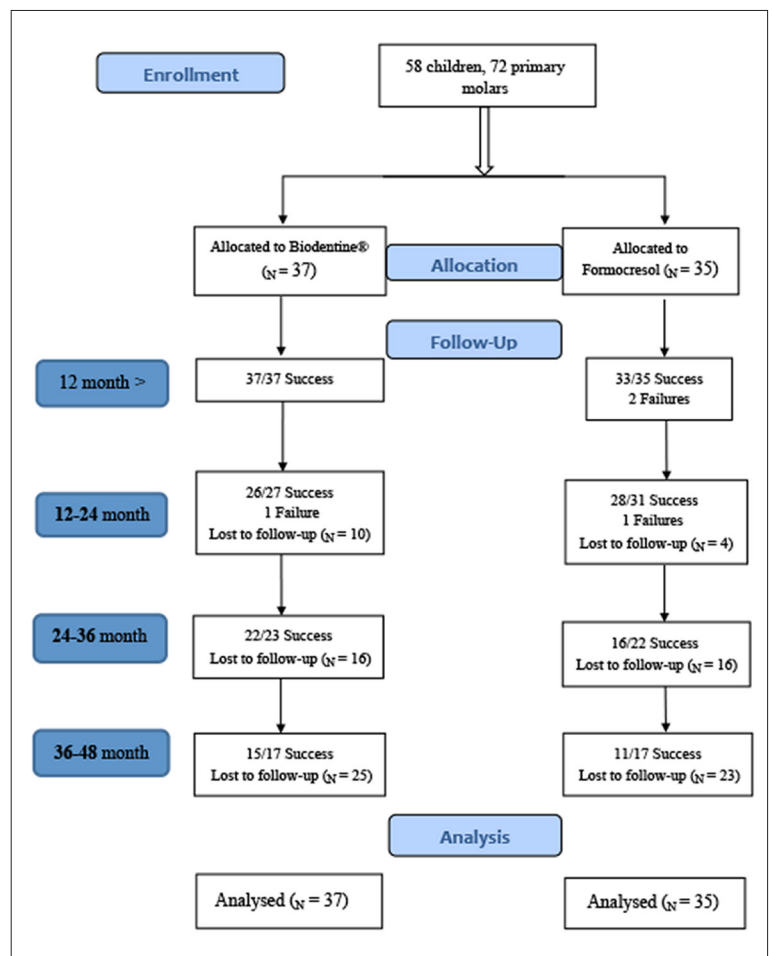 Enrollment
58 children, 72 primary
molars
Allocated to Biodentine®
(N = 37)
Allocation
Allocated to
Formocresol (N = 35)
Follow-Up
12 month >
37/37 Success
33/35 Success
2 Failures
12-24 month
26/27 Success
1 Failure
Lost to follow-up (N = 10)
28/31 Success
1 Failures
Lost to follow-up (N = 4)
24-36 month
22/23 Success
Lost to follow-up (N = 16)
16/22 Success
Lost to follow-up (N = 16)
36-48 month
15/17 Success
Lost to follow-up (N = 25)
11/17 Success
Lost to follow-up (N = 23)
Analysis
Analysed (N = 37)
Analysed (N = 35)